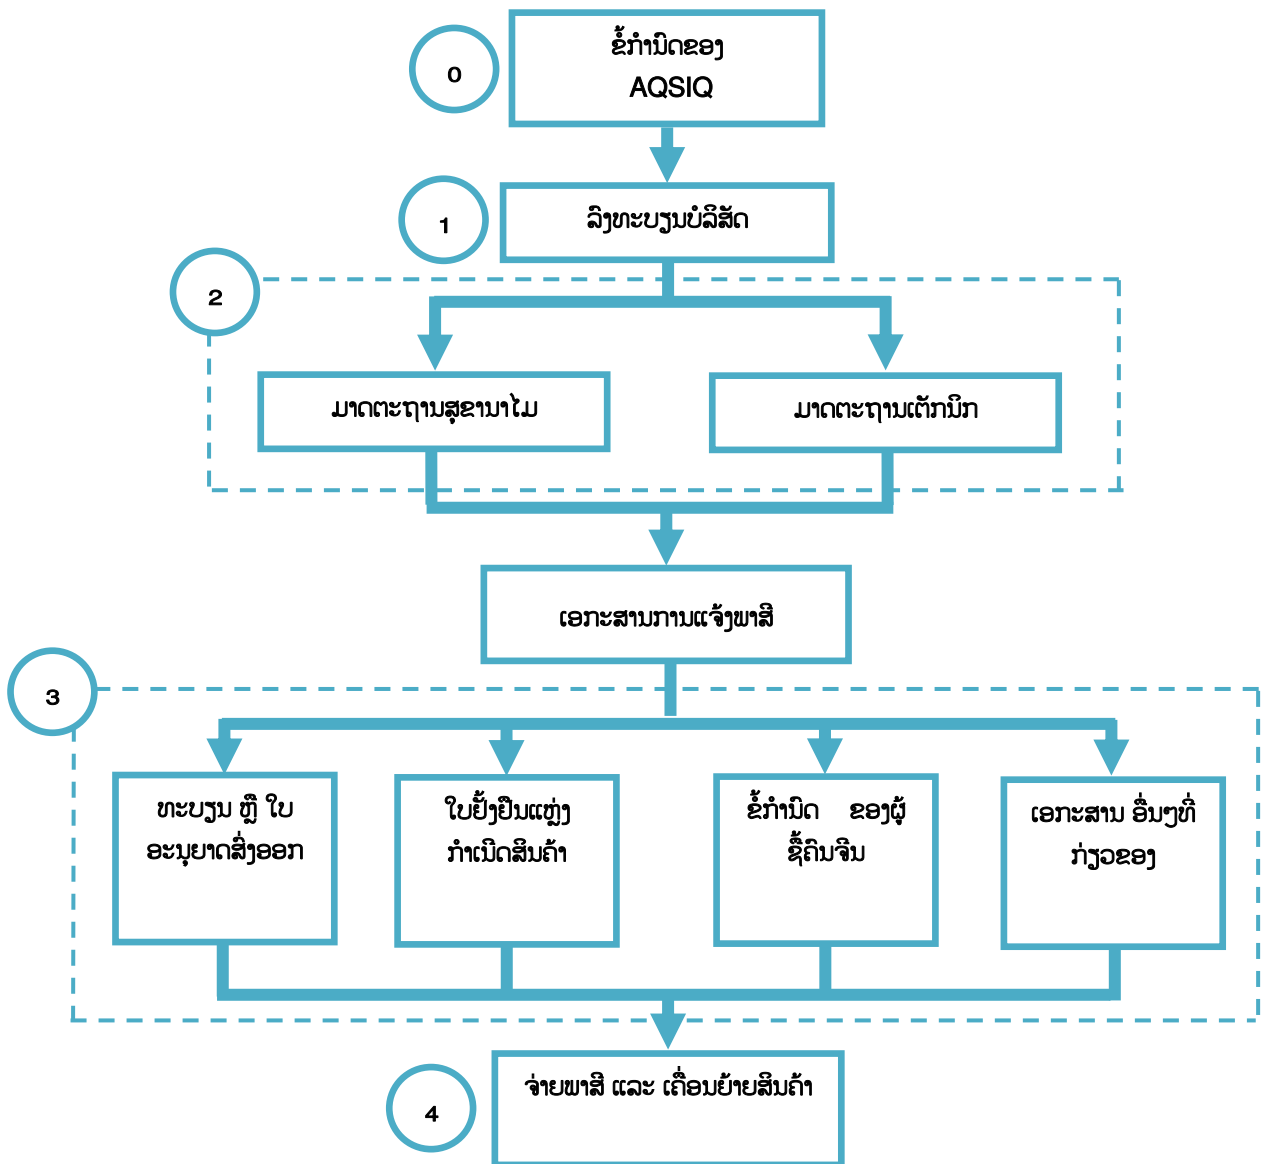 0
ຂໍ້ກໍານົດຂອງ
AQSIQ
1
ລົງທະບຽນບໍລິສັດ
2
ມາດຕະຖານສຸຂານາໄມ
ມາດຕະຖານເຕັກນິກ
ເອກະສານການແຈ້ງພາສີ
3
ທະບຽນ ຫຼື ໃບ
ອະນຸຍາດສົ່ງອອກ
ໃບຢັ້ງຢືນແຫຼ່ງ
ກໍາເນີດສິນຄ້າ
ຂໍ້ກໍານົດ ຂອງຜູ້
ຊື້ຄົນຈີນ
ເອກະສານ ອື່ນໆທີ່
ກ່ຽວຂອງ
4
ຈ່າຍພາສີ ແລະ ເຄື່ອນຍ້າຍສິນຄ້າ